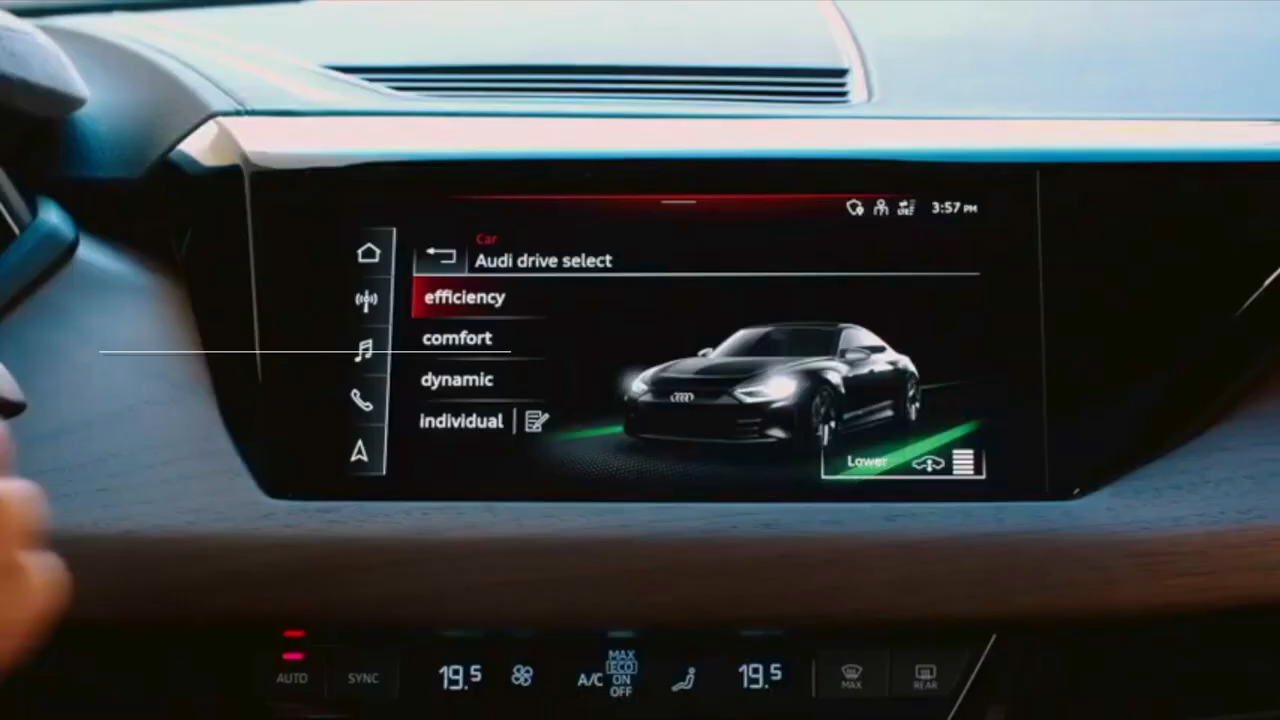 3:57 PM
Car
Audi drive select
efficiency
comfort
dynamic
individual
Lower
AUTO
SYNC
19.5
A/C
MAX
ECO
ON
OFF
19.5
MAX
REAR